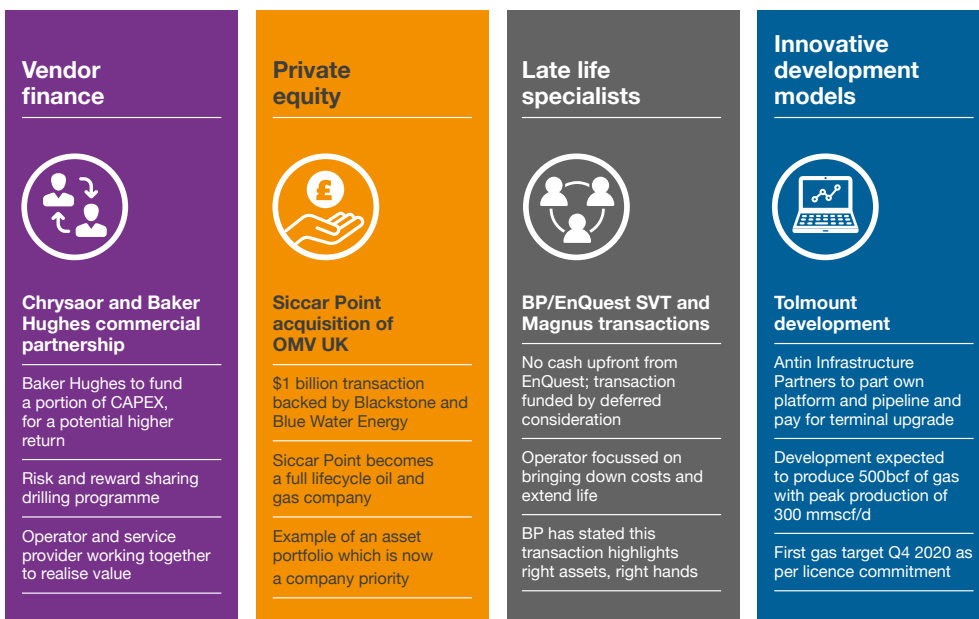 Vendor
finance
Chrysaor and Baker
Hughes commercial
partnership
Baker Hughes to fund
a portion of CAPEX,
for a potential higher
return
Risk and reward sharing
drilling programme
Operator and service
provider working together
to realise value
Private
equity
£
Siccar Point
acquisition of
OMV UK
$1 billion transaction
backed by Blackstone and
Blue Water Energy
Siccar Point becomes
a full lifecycle oil and
gas company
Example of an asset
portfolio which is now
a company priority
Late life
specialists
BP/EnQuest SVT and
Magnus transactions
No cash upfront from
EnQuest; transaction
funded by deferred
consideration
Operator focussed on
bringing down costs and
extend life
BP has stated this
transaction highlights
right assets, right hands
Innovative
development
models
Tolmount
development
Antin Infrastructure
Partners to part own
platform and pipeline and
pay for terminal upgrade
Development expected
to produce 500bcf of gas
with peak production of
300 mmscf/d
First gas target Q4 2020 as
per licence commitment